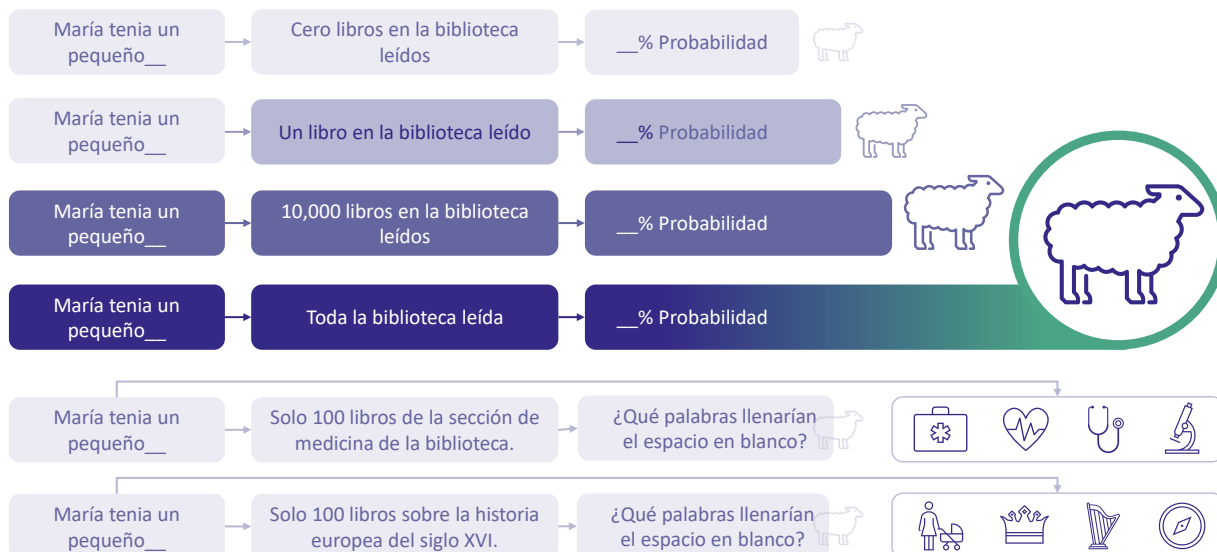 María tenia un
pequeño__
Cero libros en la biblioteca
leídos
__% Probabilidad
María tenia un
pequeño__
Un libro en la biblioteca leído
__% Probabilidad
María tenia un
pequeño__
10,000 libros en la biblioteca
leídos
__% Probabilidad
María tenia un
pequeño__
Toda la biblioteca leída
__% Probabilidad
María tenia un
pequeño__
Solo 100 libros de la sección de
medicina de la biblioteca.
¿Qué palabras llenarían
el espacio en blanco?
María tenia un
pequeño__
Solo 100 libros sobre la historia
europea del siglo XVI.
¿Qué palabras llenarían
el espacio en blanco?